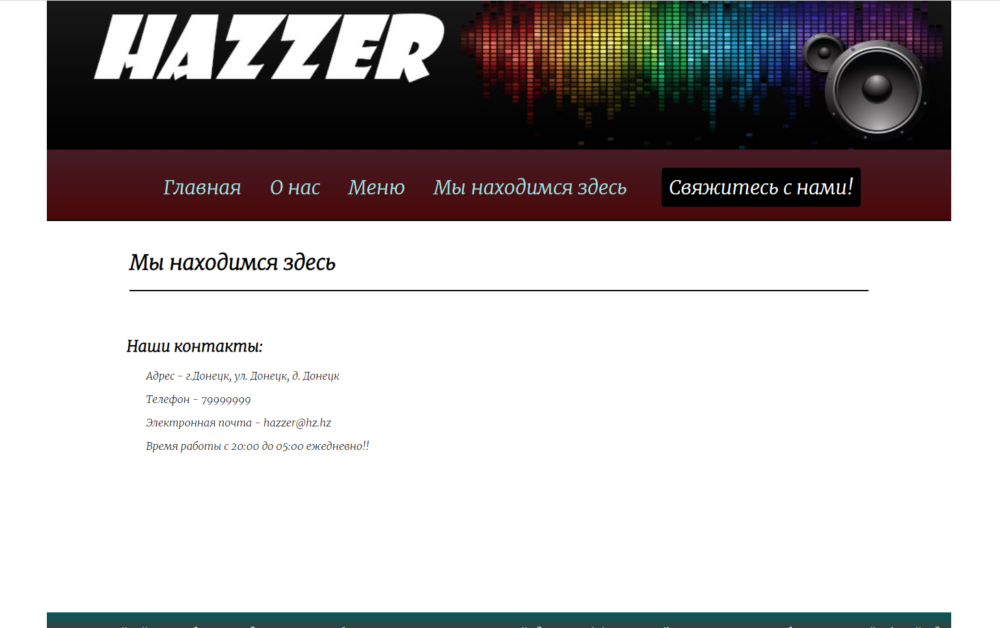 HAZZER
Главная О нас Меню Мы находимся здесь Свяжитесь с нами!
Мы находимся здесь
Наши контакты:
Адрес - г.Донецк, ул. Донецк, д. Донецк
Телефон - 79999999
Электронная почта - hazzer@hz.hz
Время работы с 20:00 до 05:00 ежедневно!!